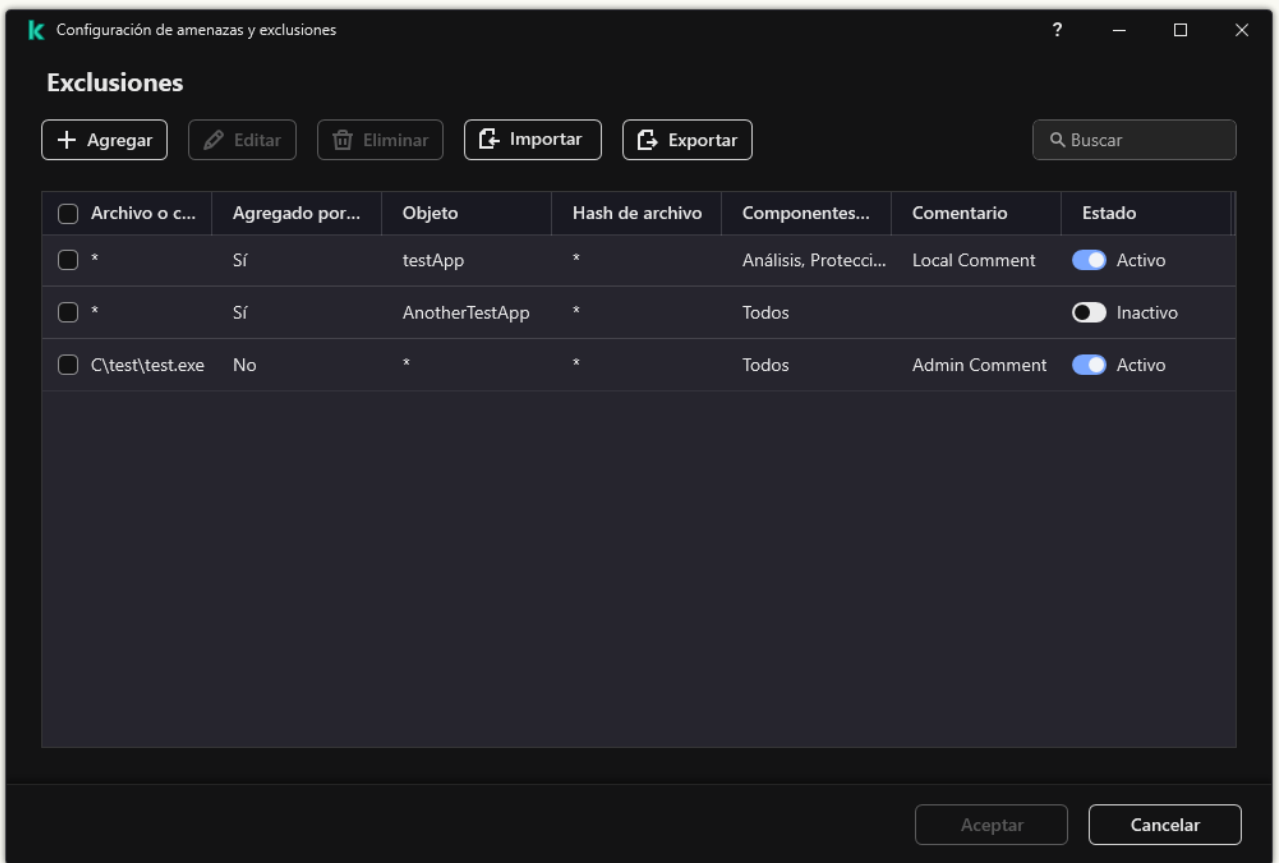 Configuración de amenazas y exclusiones ?
Exclusiones
Agregar Editar Eliminar Importar Exportar Buscar
Archivo o c... Agregado por... Objeto Hash de archivo Componentes... Comentario Estado
* Sí testApp * Análisis, Protecci... Local Comment Activo
* Sí AnotherTestApp * Todos Inactivo
C\test\test.exe No * * Todos Admin Comment Activo
Aceptar Cancelar